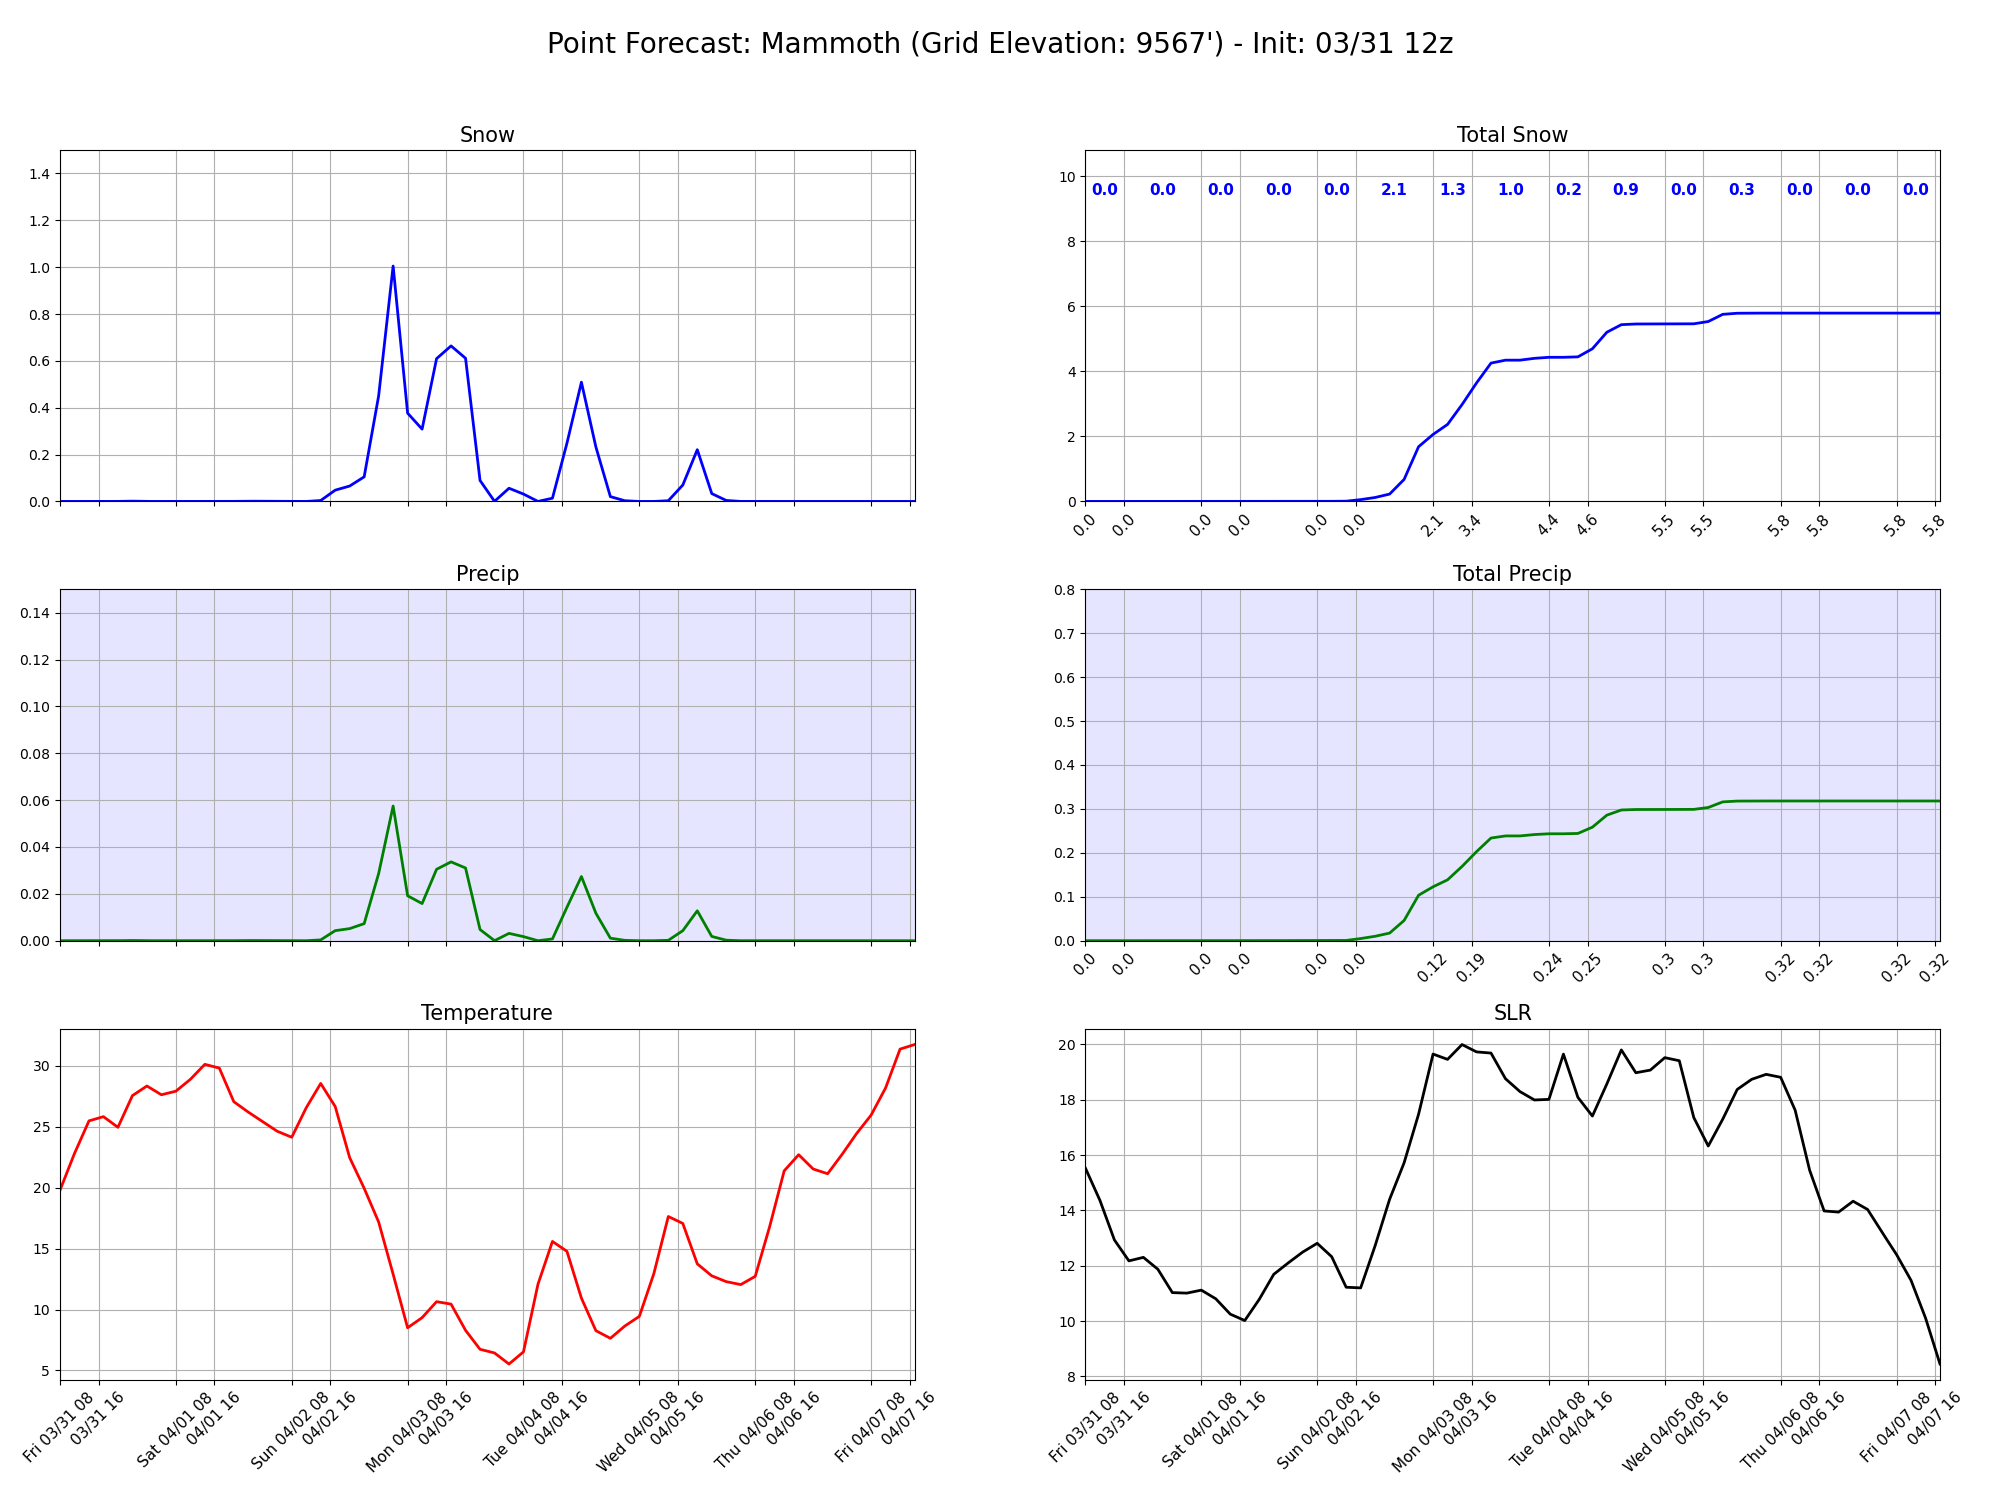 Point Forecast: Mammoth (Grid Elevation: 9567') - Init: 03/31 12z
Snow
1.4
1.2
1.0
0.8
0.6
0.4
0.2
0.0
Total Snow
10
8
6
4
2
0
0.0 0.0 0.0 0.0 0.0 2.1 1.3 1.0 0.2 0.9 0.0 0.3 0.0 0.0 0.0
0.0 0.0 0.0 0.0 0.0 0.0 2.1 3.4 4.4 4.6 5.5 5.5 5.8 5.8 5.8 5.8
Precip
0.14
0.12
0.10
0.08
0.06
0.04
0.02
0.00
Total Precip
0.8
0.7
0.6
0.5
0.4
0.3
0.2
0.1
0.0
0.0 0.0 0.0 0.0 0.0 0.0 0.12 0.19 0.24 0.25 0.3 0.3 0.32 0.32 0.32 0.32
Temperature
30
25
20
15
10
5
Fri 03/31 08
03/31 16
Sat 04/01 08
04/01 16
Sun 04/02 08
04/02 16
Mon 04/03 08
04/03 16
Tue 04/04 08
04/04 16
Wed 04/05 08
04/05 16
Thu 04/06 08
04/06 16
Fri 04/07 08
04/07 16
SLR
20
18
16
14
12
10
8
Fri 03/31 08
03/31 16
Sat 04/01 08
04/01 16
Sun 04/02 08
04/02 16
Mon 04/03 08
04/03 16
Tue 04/04 08
04/04 16
Wed 04/05 08
04/05 16
Thu 04/06 08
04/06 16
Fri 04/07 08
04/07 16